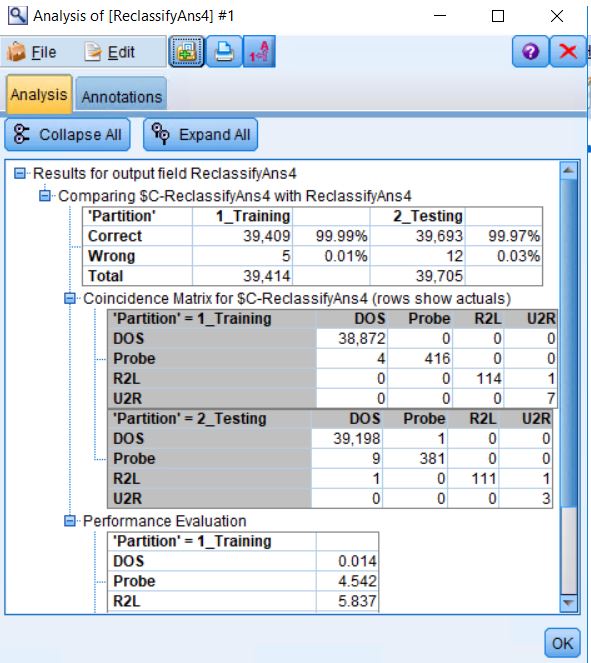 Analysis of [ReclassifyAns4] #1
File Edit
Analysis Annotations
Collapse All Expand All
Results for output field ReclassifyAns4
Comparing $C-ReclassifyAns4 with ReclassifyAns4
'Partition' 1_Training 2_Testing
Correct 39,409 99.99% 39,693 99.97%
Wrong 5 0.01% 12 0.03%
Total 39,414 39,705
Coincidence Matrix for $C-ReclassifyAns4 (rows show actuals)
'Partition' = 1_Training DOS Probe R2L U2R
DOS 38,872 0 0 0
Probe 4 416 0 0
R2L 0 0 114 1
U2R 0 0 0 7
'Partition' = 2_Testing DOS Probe R2L U2R
DOS 39,198 1 0 0
Probe 9 381 0 0
R2L 1 0 111 1
U2R 0 0 0 3
Performance Evaluation
'Partition' = 1_Training
DOS 0.014
Probe 4.542
R2L 5.837
OK